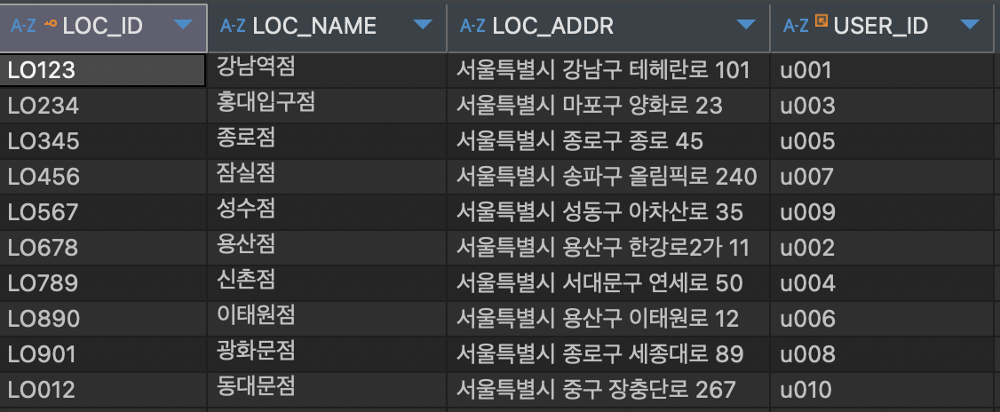 A-Z LOC_ID A-Z LOC_NAME A-Z LOC_ADDR A-Z USER_ID
LO123 강남역점 서울특별시 강남구 테헤란로 101 u001
LO234 홍대입구점 서울특별시 마포구 양화로 23 u003
LO345 종로점 서울특별시 종로구 종로 45 u005
LO456 잠실점 서울특별시 송파구 올림픽로 240 u007
LO567 성수점 서울특별시 성동구 아차산로 35 u009
LO678 용산점 서울특별시 용산구 한강로2가 11 u002
LO789 신촌점 서울특별시 서대문구 연세로 50 u004
LO890 이태원점 서울특별시 용산구 이태원로 12 u006
LO901 광화문점 서울특별시 종로구 세종대로 89 u008
LO012 동대문점 서울특별시 중구 장충단로 267 u010